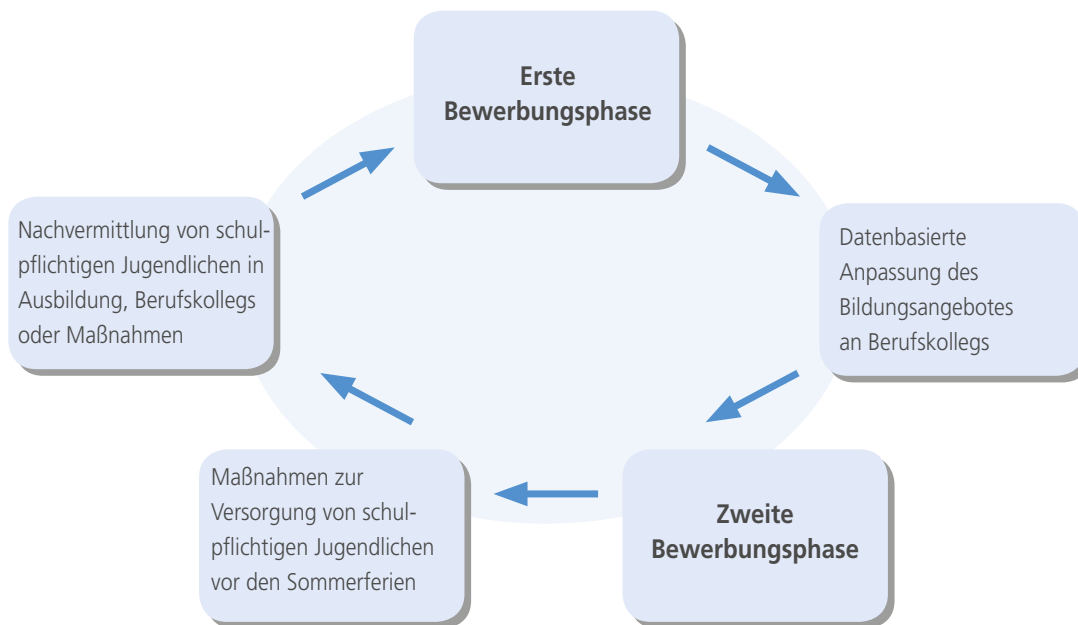 Erste
Bewerbungsphase
Datenbasierte
Anpassung des
Bildungsangebotes
an Berufskollegs
Zweite
Bewerbungsphase
Maßnahmen zur
Versorgung von schul-
pflichtigen Jugendlichen
vor den Sommerferien
Nachvermittlung von schul-
pflichtigen Jugendlichen in
Ausbildung, Berufskollegs
oder Maßnahmen